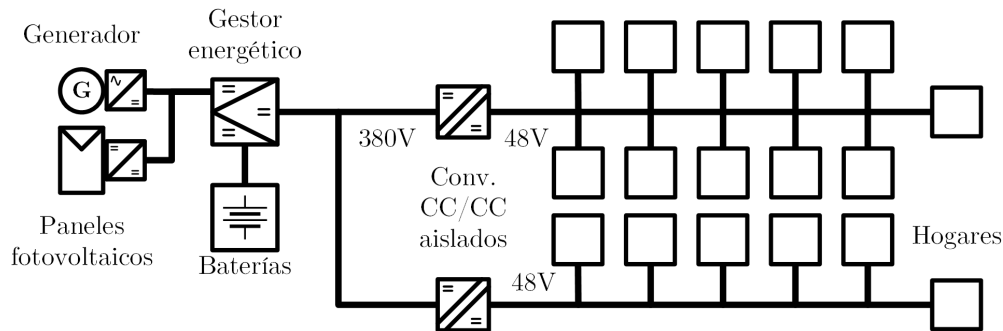 Generador
Gestor
energético
G
380V
48V
Conv.
CC/CC
aislados
Paneles
fotovoltaicos
Baterías
48V
Hogares